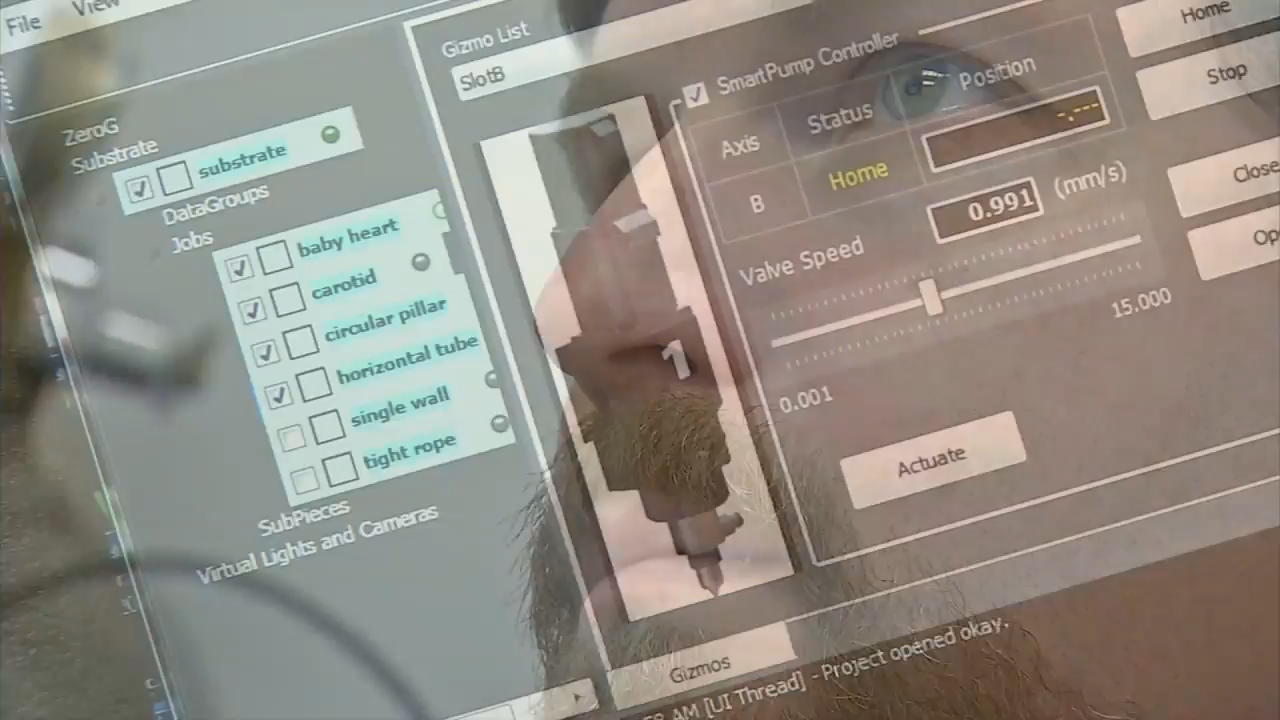 File View
ZeroG
Substrate
substrate
DataGroups
Jobs
baby heart
carotid
circular pillar
horizontal tube
single wall
tight rope
SubPieces
Virtual Lights and Cameras
Gizmo List
SlotB
1
Gizmos
SmartPump Controller
Axis Status Position
B Home -.---
Valve Speed 0.991 (mm/s)
0.001 15.000
Actuate
Home
Stop
AM [UI Thread] - Project opened okay.